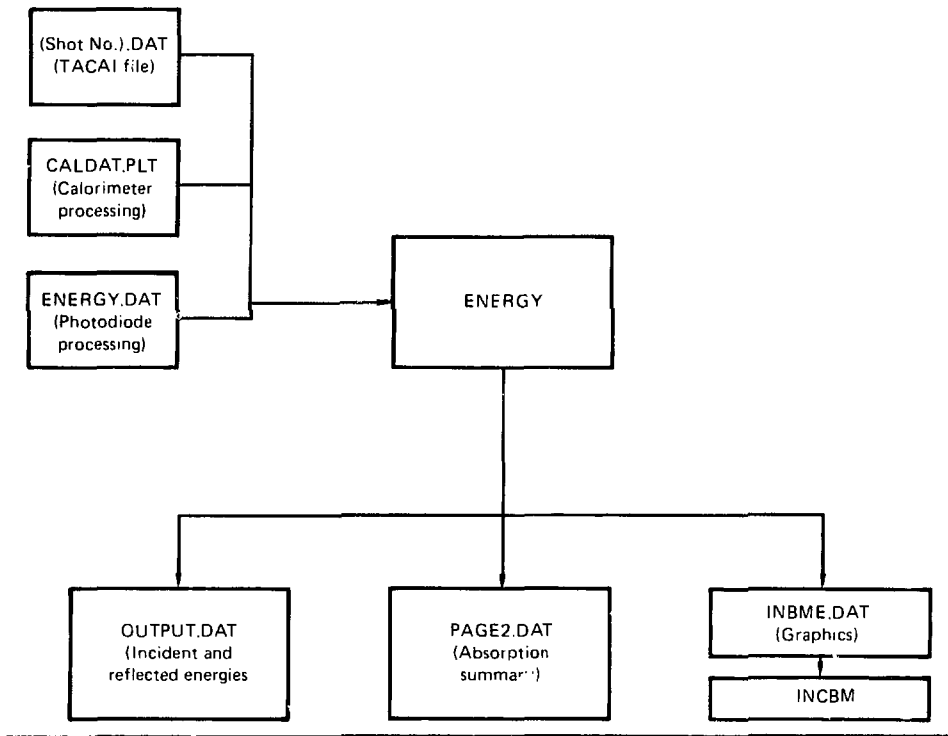 (Shot No.).DAT
(TACAI file)
CALDAT.PLT
(Calorimeter
processing)
ENERGY.DAT
(Photodiode
processing)
ENERGY
OUTPUT.DAT
(Incident and
reflected energies
PAGE2.DAT
(Absorption
INBME.DAT
(Graphics)
INCBM